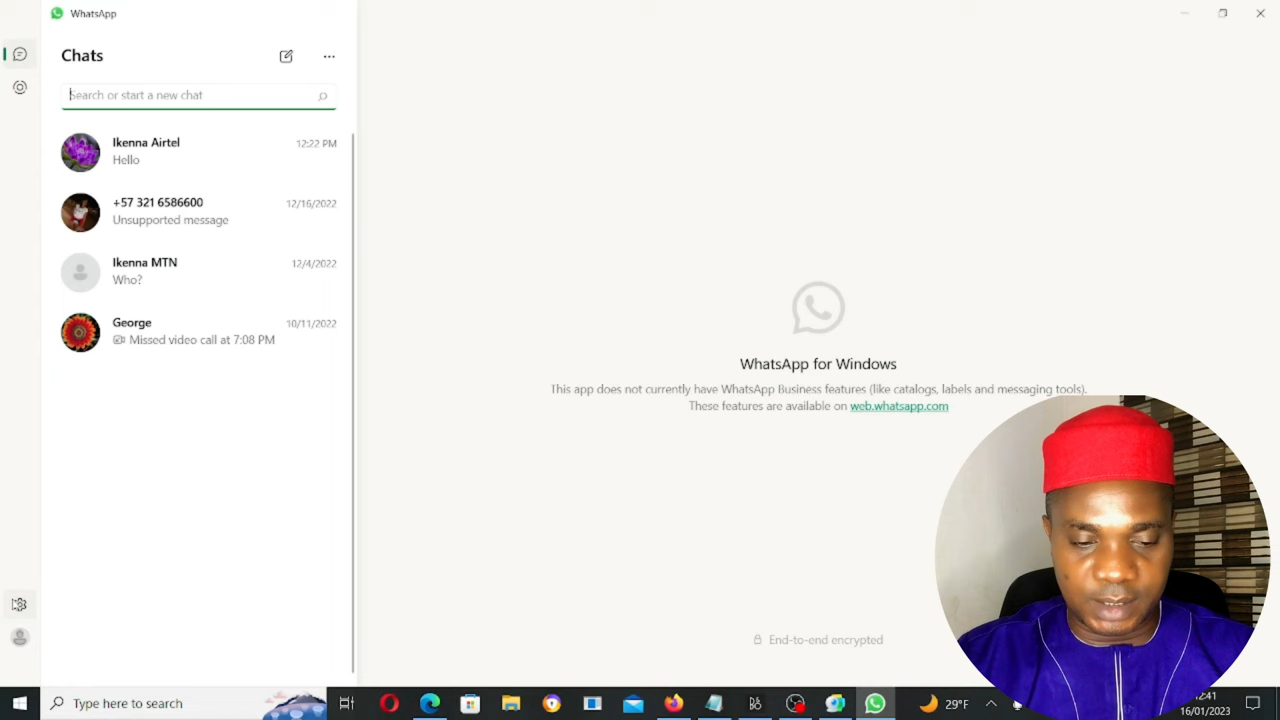 WhatsApp
Chats
Search or start a new chat
Ikenna Airtel
12:22 PM
Hello
+57 321 6586600
12/16/2022
Unsupported message
Ikenna MTN
12/4/2022
Who?
George
10/11/2022
Missed video call at 7:08 PM
WhatsApp for Windows
This app does not currently have WhatsApp Business features (like catalogs, labels and messaging tools).
These features are available on web.whatsapp.com
End-to-end encrypted
Type here to search
29°F
12:41
16/01/2023